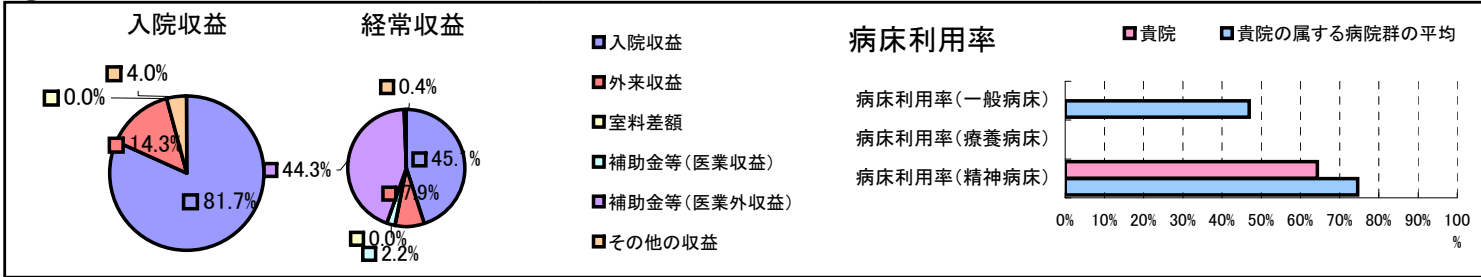 入院収益
4.0%
0.0%
14.3%
81.7%
経常収益
0.4%
44.3%
45.1%
7.9%
0.0%
2.2%
入院収益
外来収益
室料差額
補助金等(医業収益)
補助金等(医業外収益)
その他の収益
病床利用率
貴院 貴院の属する病院群の平均
病床利用率(一般病床)
病床利用率(療養病床)
病床利用率(精神病床)
0% 10% 20% 30% 40% 50% 60% 70% 80% 90% 100%
%